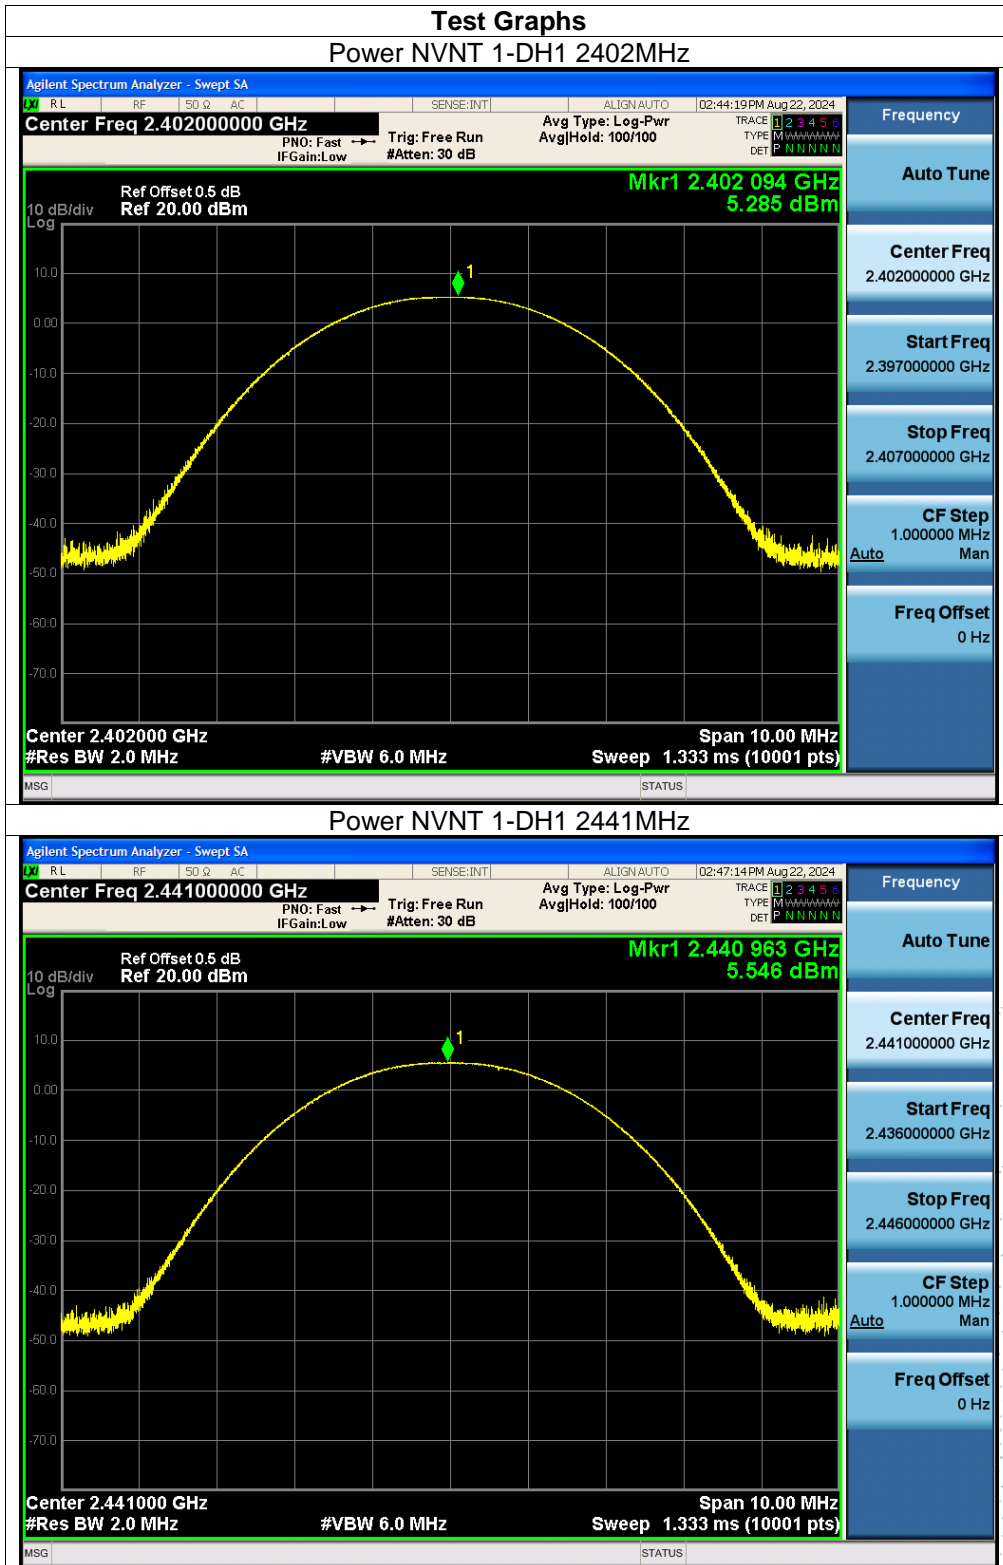 Test Graphs
Power NVNT 1-DH1 2402MHz
Agilent Spectrum Analyzer - Swept SA
LXI RL RF 50 Ω AC SENSE:INT ALIGN AUTO 02:44:19 PM Aug 22, 2024
Center Freq 2.402000000 GHz
PNO: Fast
IFGain:Low
Trig: Free Run
#Atten: 30 dB
Avg Type: Log-Pwr
Avg|Hold: 100/100
TRACE 1 2 3 4 5 6
TYPE M WWWWW
DET P N N N N N
Frequency
Mkr1 2.402 094 GHz
5.285 dBm
Ref Offset 0.5 dB
10 dB/div Ref 20.00 dBm
Log
1
10.0
0.00
-10.0
-20.0
-30.0
-40.0
-50.0
-60.0
-70.0
Auto Tune
Center Freq
2.402000000 GHz
Start Freq
2.397000000 GHz
Stop Freq
2.407000000 GHz
CF Step
1.000000 MHz
Auto Man
Freq Offset
0 Hz
Center 2.402000 GHz Span 10.00 MHz
#Res BW 2.0 MHz #VBW 6.0 MHz Sweep 1.333 ms (10001 pts)
MSG STATUS
Power NVNT 1-DH1 2441MHz
Agilent Spectrum Analyzer - Swept SA
LXI RL RF 50 Ω AC SENSE:INT ALIGN AUTO 02:47:14 PM Aug 22, 2024
Center Freq 2.441000000 GHz
PNO: Fast
IFGain:Low
Trig: Free Run
#Atten: 30 dB
Avg Type: Log-Pwr
Avg|Hold: 100/100
TRACE 1 2 3 4 5 6
TYPE M WWWWW
DET P N N N N N
Frequency
Mkr1 2.440 963 GHz
5.546 dBm
Ref Offset 0.5 dB
10 dB/div Ref 20.00 dBm
Log
1
10.0
0.00
-10.0
-20.0
-30.0
-40.0
-50.0
-60.0
-70.0
Auto Tune
Center Freq
2.441000000 GHz
Start Freq
2.436000000 GHz
Stop Freq
2.446000000 GHz
CF Step
1.000000 MHz
Auto Man
Freq Offset
0 Hz
Center 2.441000 GHz Span 10.00 MHz
#Res BW 2.0 MHz #VBW 6.0 MHz Sweep 1.333 ms (10001 pts)
MSG STATUS